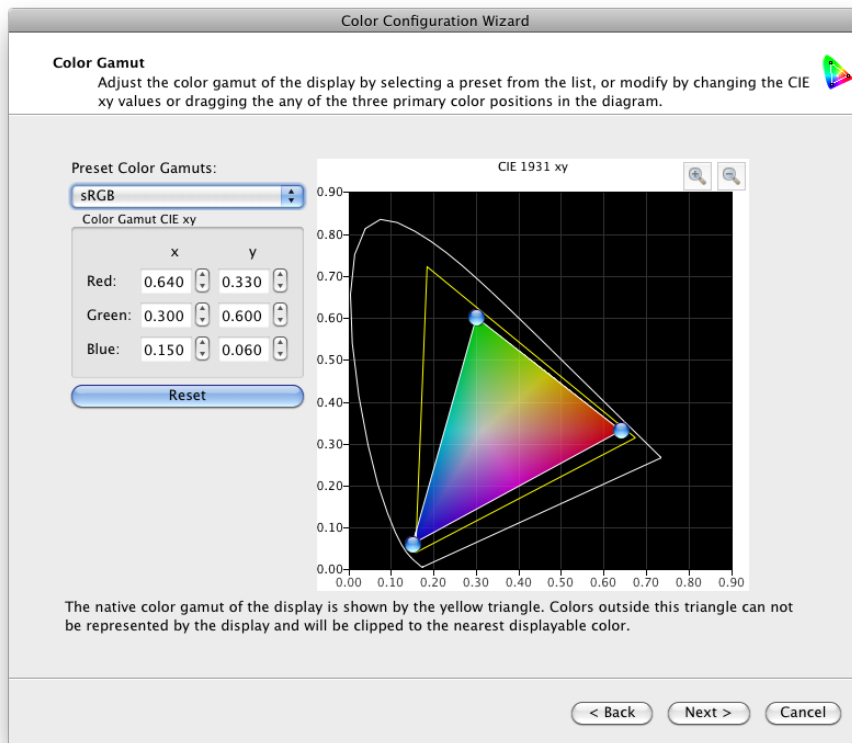 Color Configuration Wizard
Color Gamut
Adjust the color gamut of the display by selecting a preset from the list, or modify by changing the CIE
xy values or dragging the any of the three primary color positions in the diagram.
Preset Color Gamuts:
sRGB
Color Gamut CIE xy
x y
Red: 0.640 0.330
Green: 0.300 0.600
Blue: 0.150 0.060
Reset
CIE 1931 xy
0.90
0.80
0.70
0.60
0.50
0.40
0.30
0.20
0.10
0.00
0.00 0.10 0.20 0.30 0.40 0.50 0.60 0.70 0.80 0.90
The native color gamut of the display is shown by the yellow triangle. Colors outside this triangle can not
be represented by the display and will be clipped to the nearest displayable color.
< Back Next > Cancel